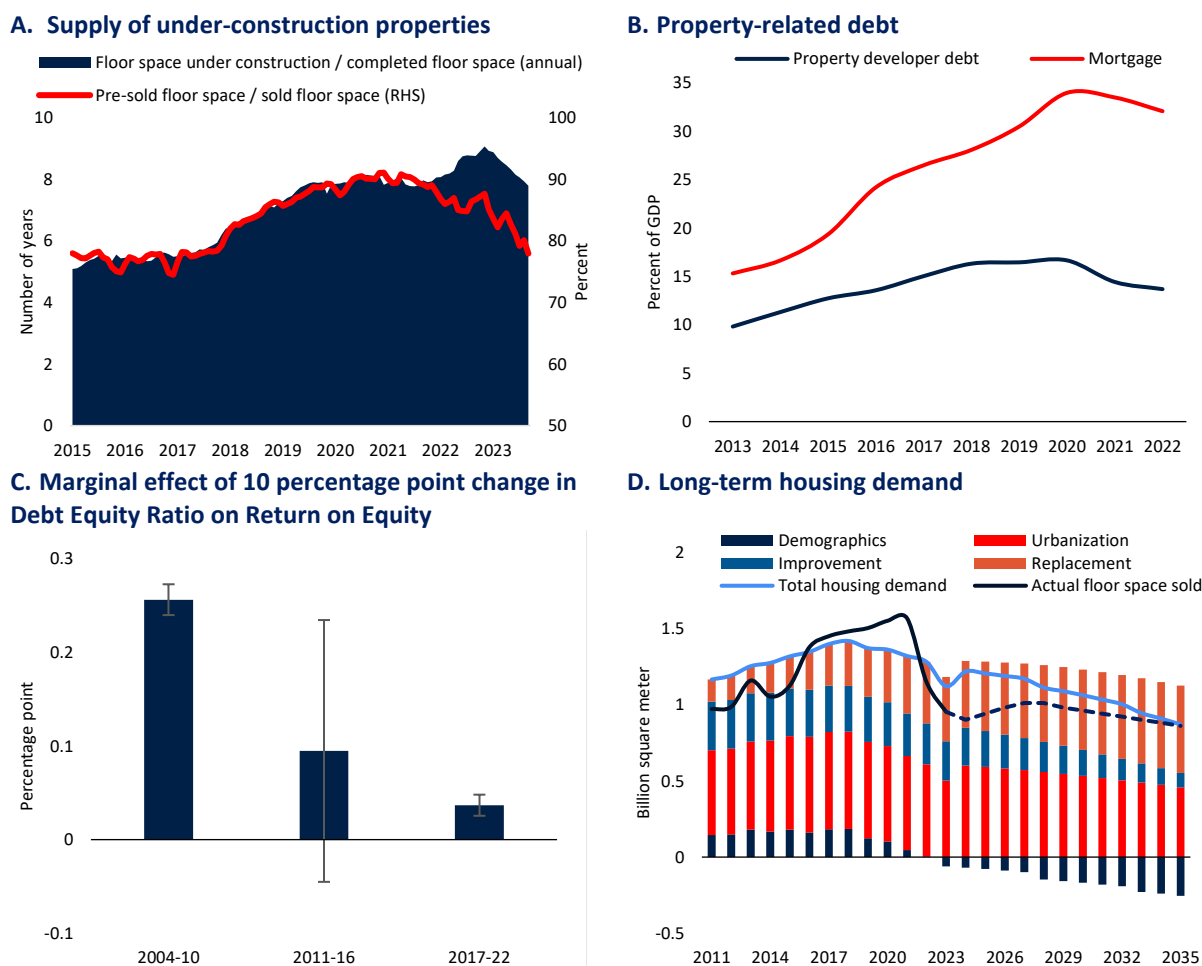 A. Supply of under-construction properties
Floor space under construction / completed floor space (annual)
Pre-sold floor space / sold floor space (RHS)
10
8
6
4
2
0
Number of years
100
90
80
70
60
50
Percent
2015 2016 2017 2018 2019 2020 2021 2022 2023
B. Property-related debt
Property developer debt
Mortgage
35
30
25
20
15
10
5
0
Percent of GDP
2013 2014 2015 2016 2017 2018 2019 2020 2021 2022
C. Marginal effect of 10 percentage point change in
Debt Equity Ratio on Return on Equity
0.3
0.2
0.1
0
-0.1
Percentage point
2004-10 2011-16 2017-22
D. Long-term housing demand
Demographics
Urbanization
Improvement
Replacement
Total housing demand
Actual floor space sold
2
1.5
1
0.5
0
-0.5
Billion square meter
2011 2014 2017 2020 2023 2026 2029 2032 2035